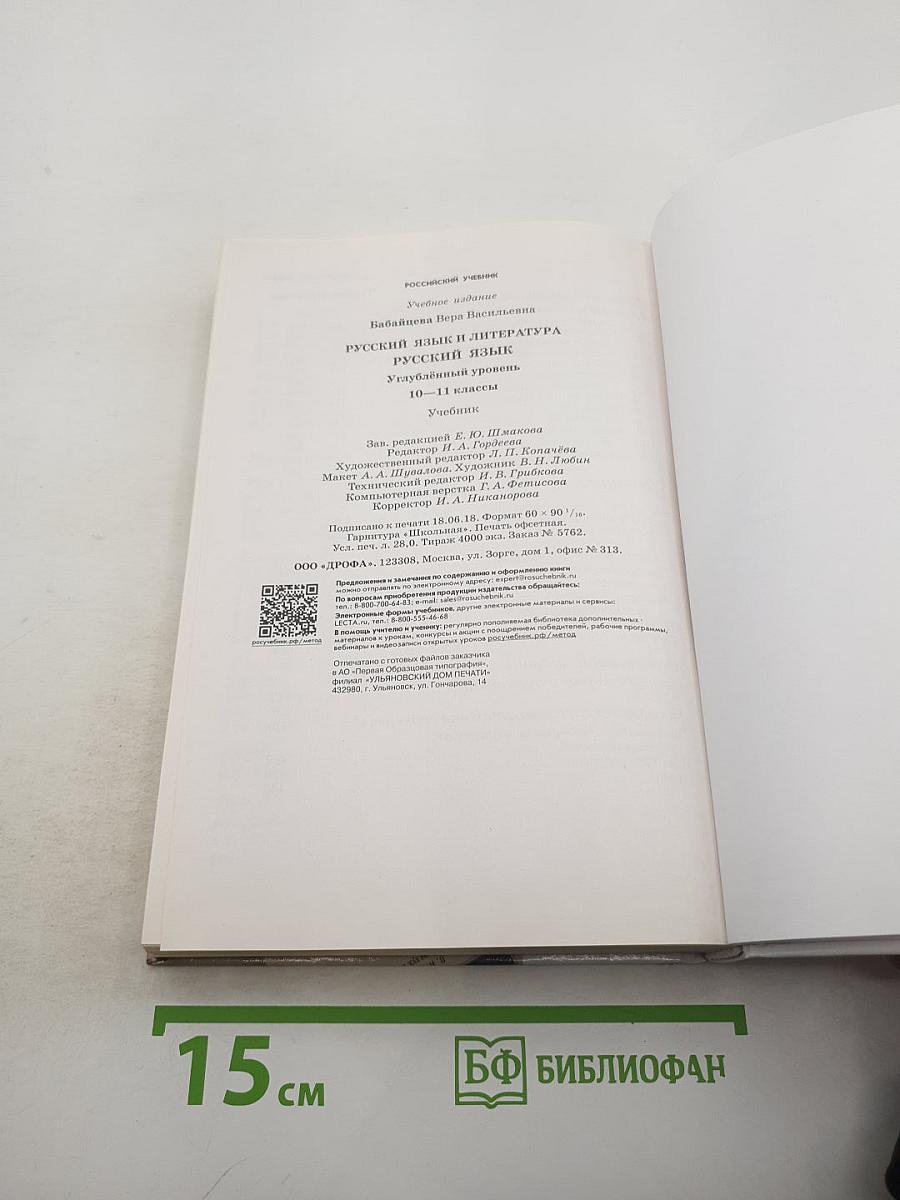 РОССИЙСКИЙ УЧЕБНИК
Учебное издание
Бабайцева Вера Васильевна
РУССКИЙ ЯЗЫК И ЛИТЕРАТУРА
РУССКИЙ ЯЗЫК
Углублённый уровень
10—11 классы
Учебник
Зав. редакцией Е. Ю. Шмакова
Редактор И. А. Гордеева
Художественный редактор Л. П. Копачёва
Макет А. А. Шувалова. Художник В. Н. Любин
Технический редактор И. В. Грибкова
Компьютерная верстка Г. А. Фетисова
Корректор И. А. Никанорова
Подписано к печати 18.06.18. Формат 60 × 90 1/16.
Гарнитура «Школьная». Печать офсетная.
Усл. печ. л. 28,0. Тираж 4000 экз. Заказ № 5762.
ООО «ДРОФА». 123308, Москва, ул. Зорге, дом 1, офис № 313.
Предложения и замечания по содержанию и оформлению книги
можно отправлять по электронному адресу: expert@rosuchebnik.ru
По вопросам приобретения продукции издательства обращайтесь:
тел.: 8-800-700-64-83; e-mail: sales@rosuchebnik.ru
Электронные формы учебников, другие электронные материалы и сервисы:
LECTA.ru, тел.: 8-800-555-46-68
В помощь учителю и ученику: регулярно пополняемая библиотека дополнительных
материалов к урокам, конкурсы и акции с поощрением победителей, рабочие программы,
вебинары и видеозаписи открытых уроков росучебник.рф/метод
росучебник.рф/метод
Отпечатано с готовых файлов заказчика
в АО «Первая Образцовая типография»,
филиал «УЛЬЯНОВСКИЙ ДОМ ПЕЧАТИ»
432980, г. Ульяновск, ул. Гончарова, 14
15 см
БФ БИБЛИОФАН